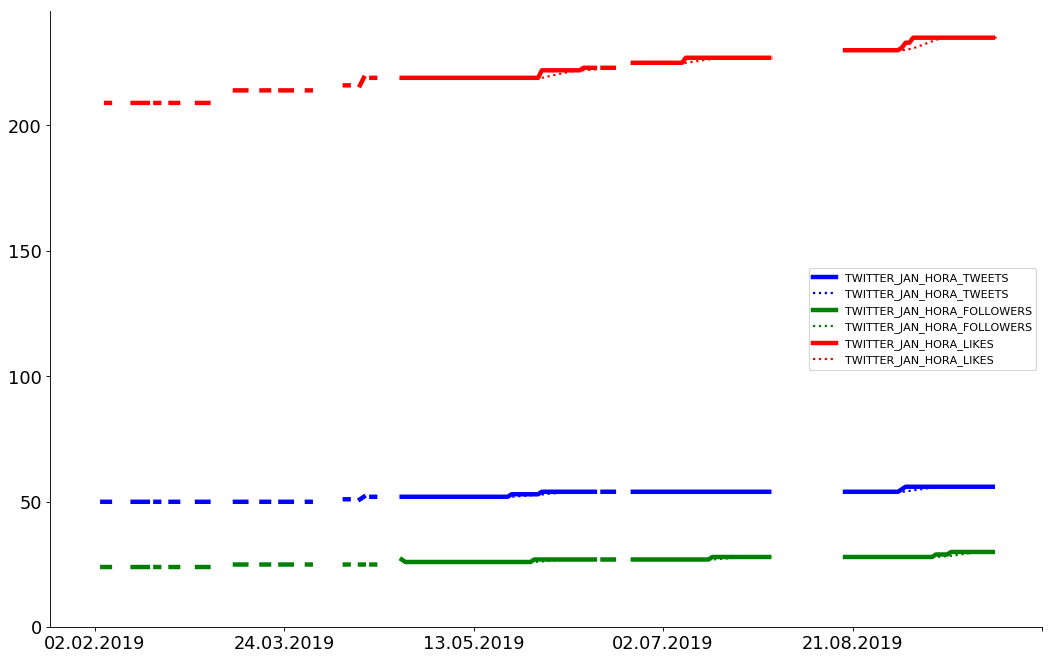 200
150
100
50
0
TWITTER_JAN_HORA_TWEETS
TWITTER_JAN_HORA_TWEETS
TWITTER_JAN_HORA_FOLLOWERS
TWITTER_JAN_HORA_FOLLOWERS
TWITTER_JAN_HORA_LIKES
TWITTER_JAN_HORA_LIKES
02.02.2019 24.03.2019 13.05.2019 02.07.2019 21.08.2019